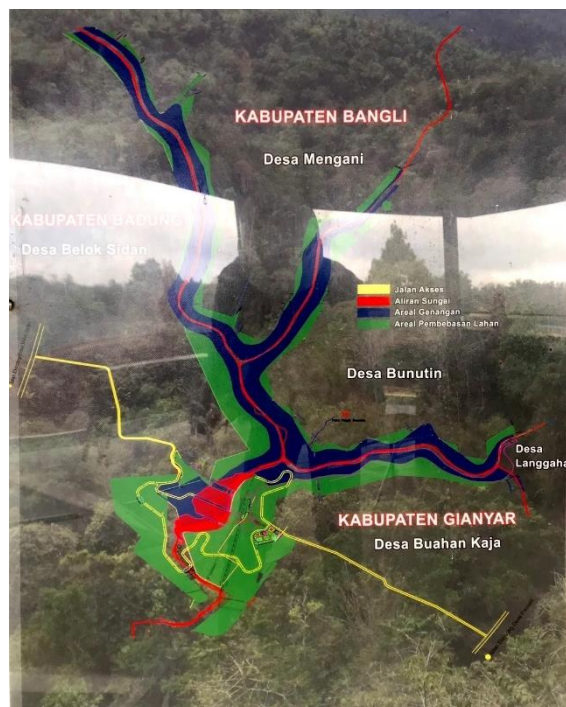 KABUPATEN BANGLI
Desa Mengani
KABUPATEN BADUNG
Desa Belok Sidan
Jalan Akses
Aliran Sungai
Areal Genangan
Areal Pembebasan Lahan
Desa Bunutin
Desa
Langgaha
KABUPATEN GIANYAR
Desa Buahan Kaja